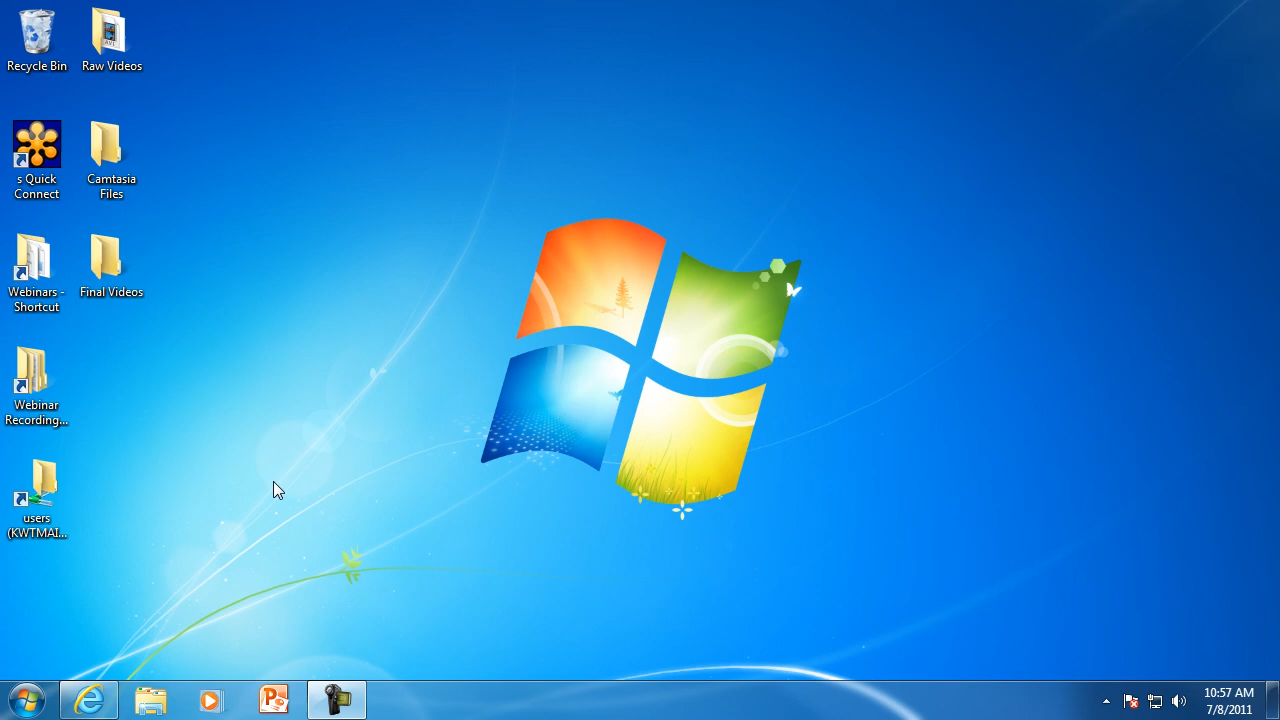 Recycle Bin
Raw Videos
s Quick
Connect
Camtasia
Files
Webinars -
Shortcut
Final Videos
Webinar
Recording...
users
(KWTMAI...
10:57 AM
7/8/2011